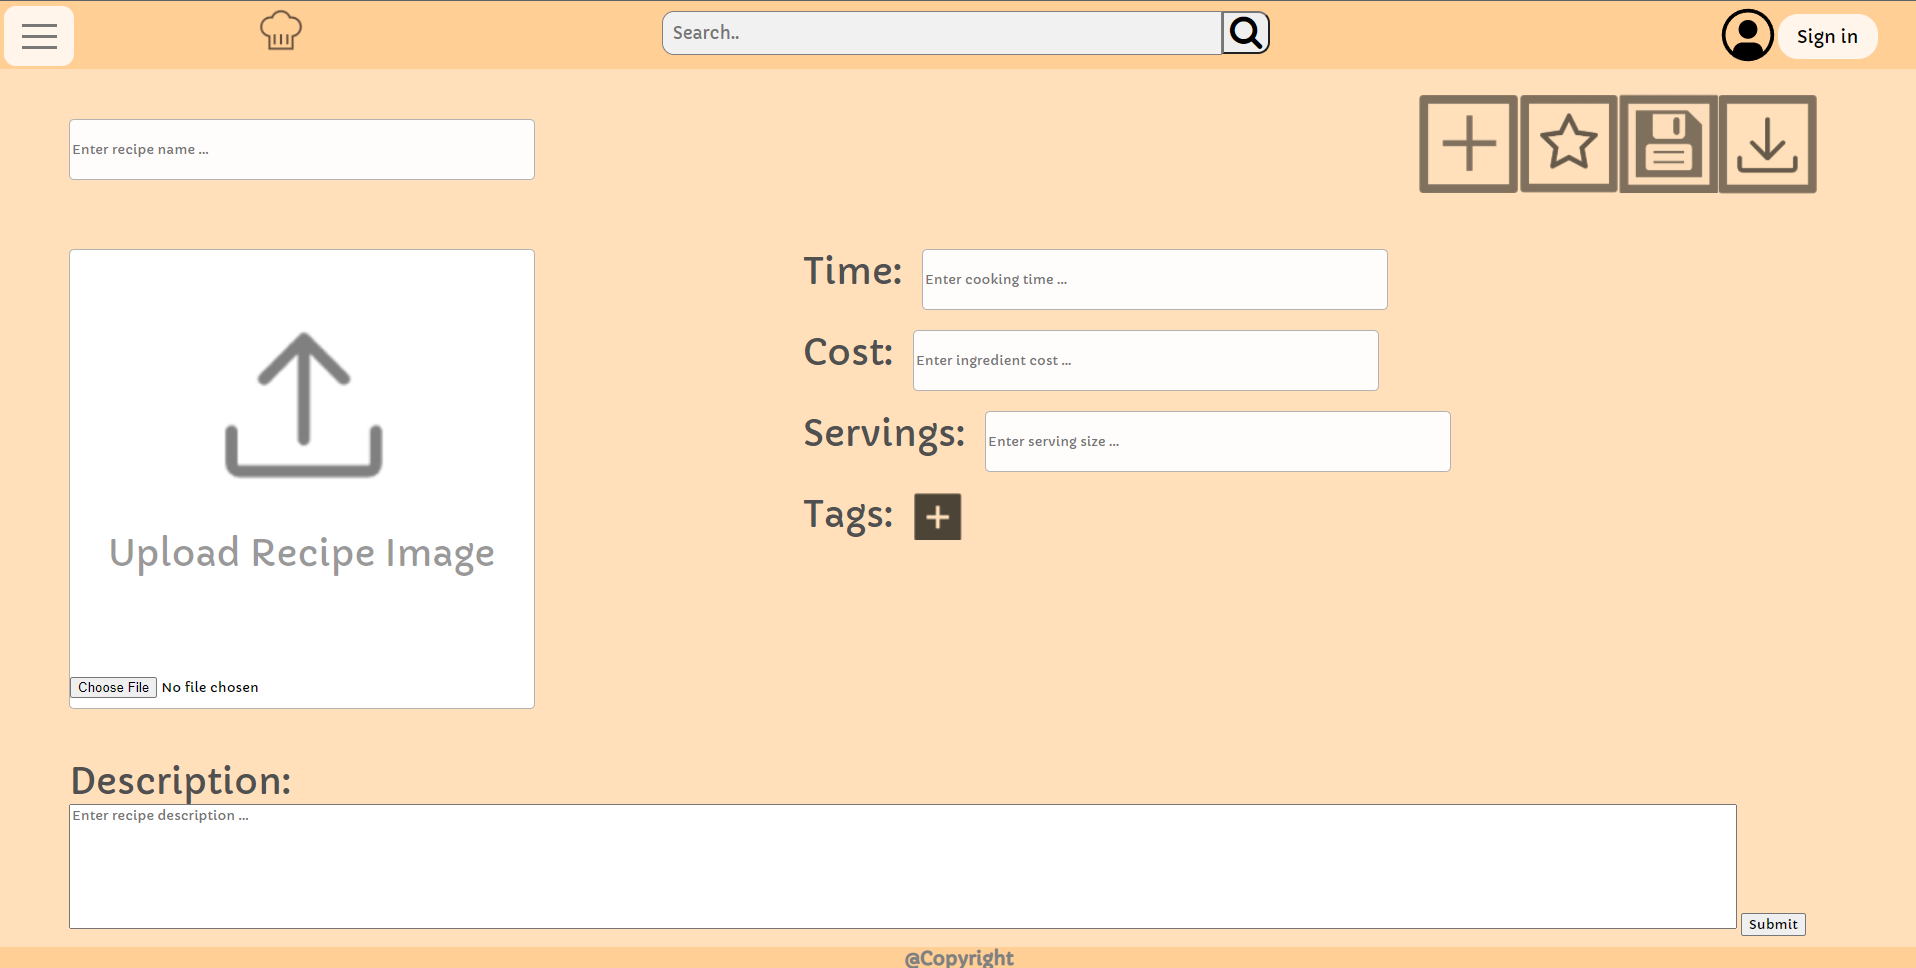 Search..
Sign in
Enter recipe name ...
Upload Recipe Image
Choose File No file chosen
Time: Enter cooking time ...
Cost: Enter ingredient cost ...
Servings: Enter serving size ...
Tags:
Description:
Enter recipe description ...
Submit
@Copyright